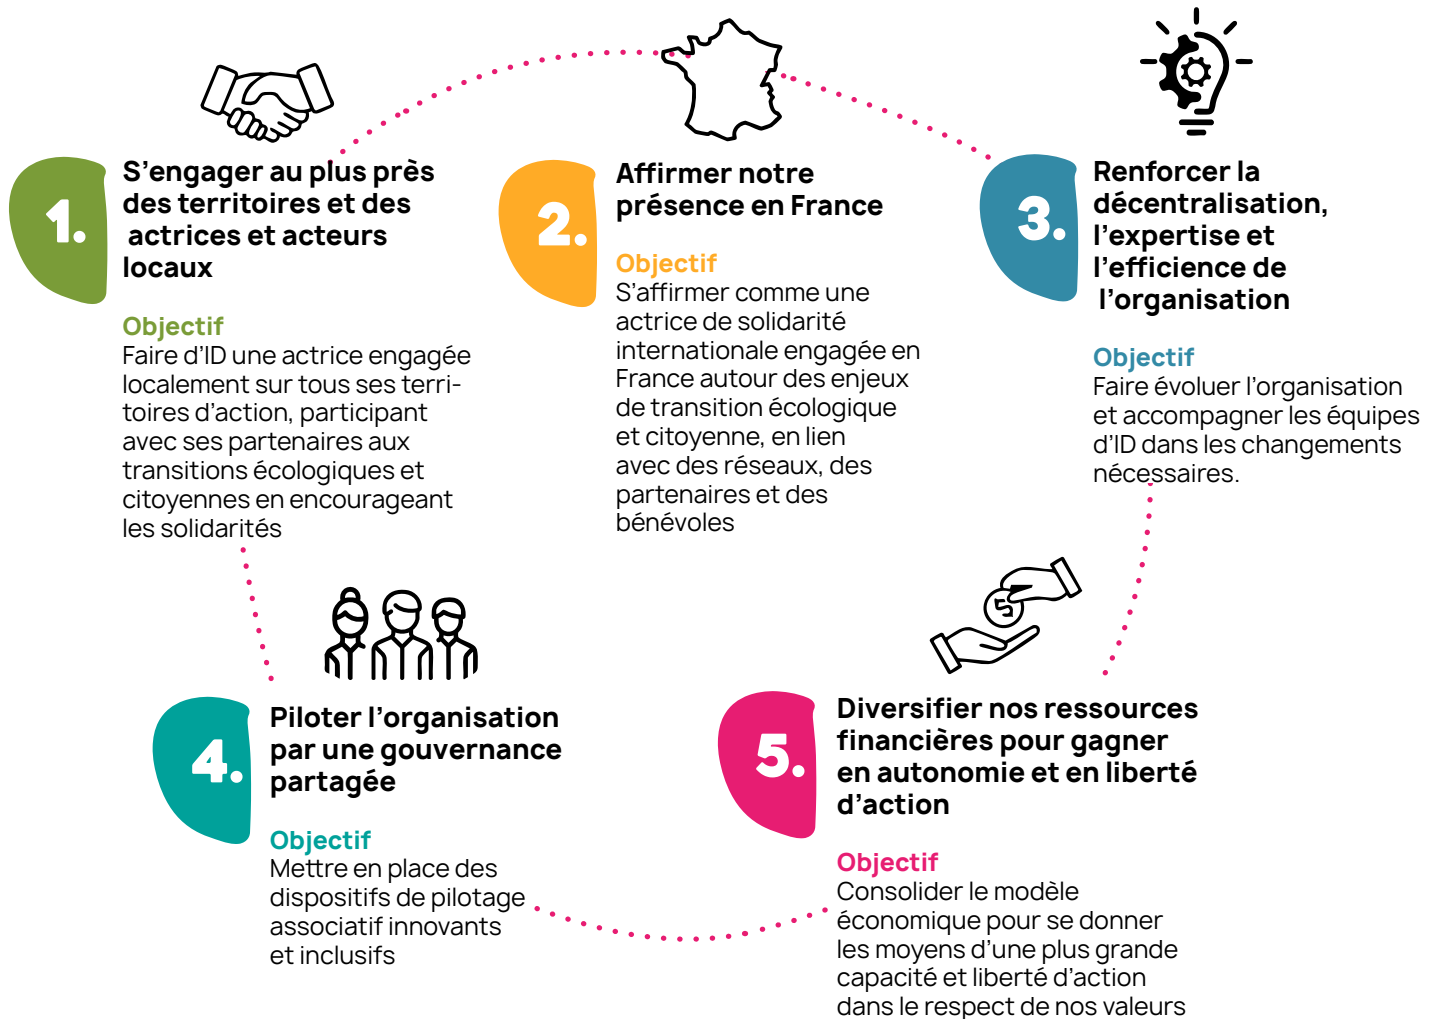 1.
S’engager au plus près
des territoires et des
actrices et acteurs
locaux
Objectif
Faire d’ID une actrice engagée
localement sur tous ses terri-
toires d’action, participant
avec ses partenaires aux
transitions écologiques et
citoyennes en encourageant
les solidarités
2.
Affirmer notre
présence en France
Objectif
S’affirmer comme une
actrice de solidarité
internationale engagée en
France autour des enjeux
de transition écologique
et citoyenne, en lien
avec des réseaux, des
partenaires et des
bénévoles
3.
Renforcer la
décentralisation,
l’expertise et
l’efficience de
l’organisation
Objectif
Faire évoluer l’organisation
et accompagner les équipes
d’ID dans les changements
nécessaires.
4.
Piloter l’organisation
par une gouvernance
partagée
Objectif
Mettre en place des
dispositifs de pilotage
associatif innovants
et inclusifs
5.
Diversifier nos ressources
financières pour gagner
en autonomie et en liberté
d’action
Objectif
Consolider le modèle
économique pour se donner
les moyens d’une plus grande
capacité et liberté d’action
dans le respect de nos valeurs